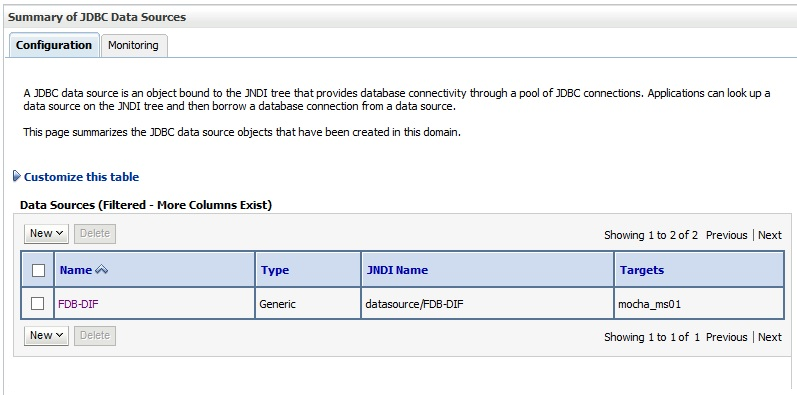 Summary of JDBC Data Sources
Configuration Monitoring
A JDBC data source is an object bound to the JNDI tree that provides database connectivity through a pool of JDBC connections. Applications can look up a
data source on the JNDI tree and then borrow a database connection from a data source.
This page summarizes the JDBC data source objects that have been created in this domain.
Customize this table
Data Sources (Filtered - More Columns Exist)
New Delete Showing 1 to 2 of 2 Previous | Next
Name Type JNDI Name Targets
FDB-DIF Generic datasource/FDB-DIF mocha_ms01
New Delete Showing 1 to 1 of 1 Previous | Next